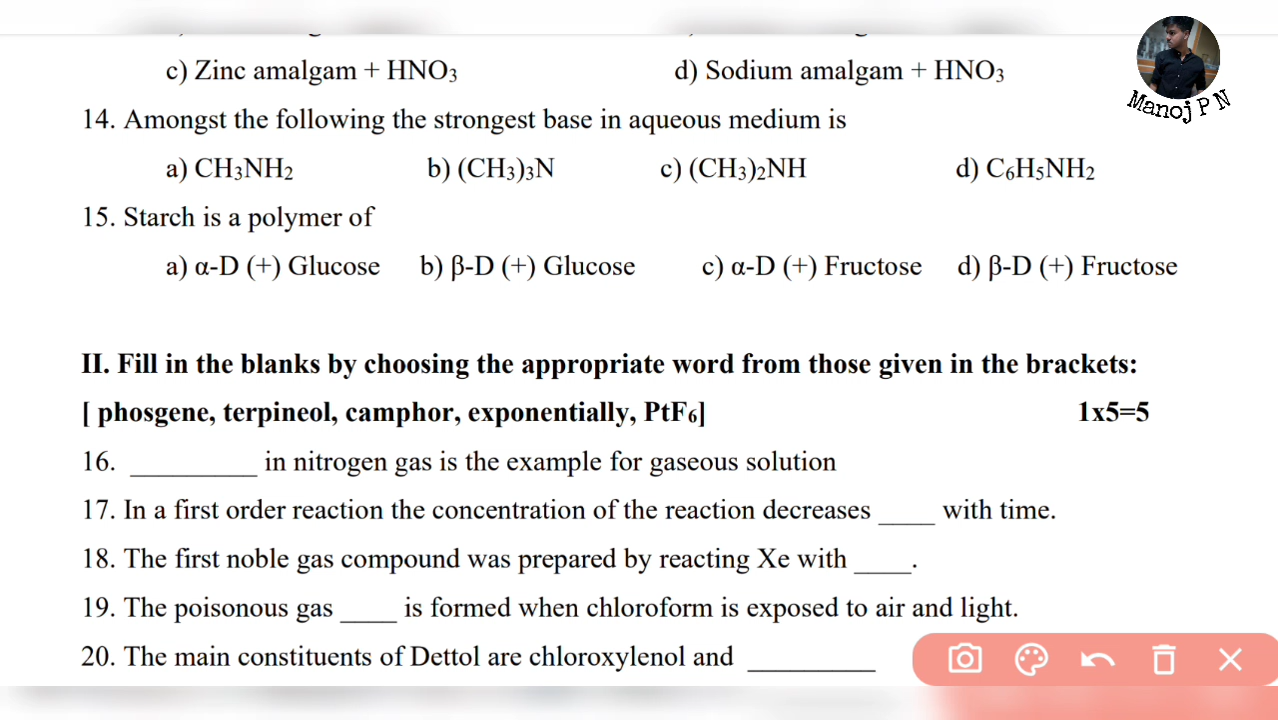 c) Zinc amalgam + HNO₃ d) Sodium amalgam + HNO₃
Manoj P N
14. Amongst the following the strongest base in aqueous medium is
a) CH₃NH₂ b) (CH₃)₃N c) (CH₃)₂NH d) C₆H₅NH₂
15. Starch is a polymer of
a) α-D (+) Glucose b) β-D (+) Glucose c) α-D (+) Fructose d) β-D (+) Fructose
II. Fill in the blanks by choosing the appropriate word from those given in the brackets:
[ phosgene, terpineol, camphor, exponentially, PtF₆] 1x5=5
16. _________ in nitrogen gas is the example for gaseous solution
17. In a first order reaction the concentration of the reaction decreases ____ with time.
18. The first noble gas compound was prepared by reacting Xe with ____.
19. The poisonous gas ____ is formed when chloroform is exposed to air and light.
20. The main constituents of Dettol are chloroxylenol and _________